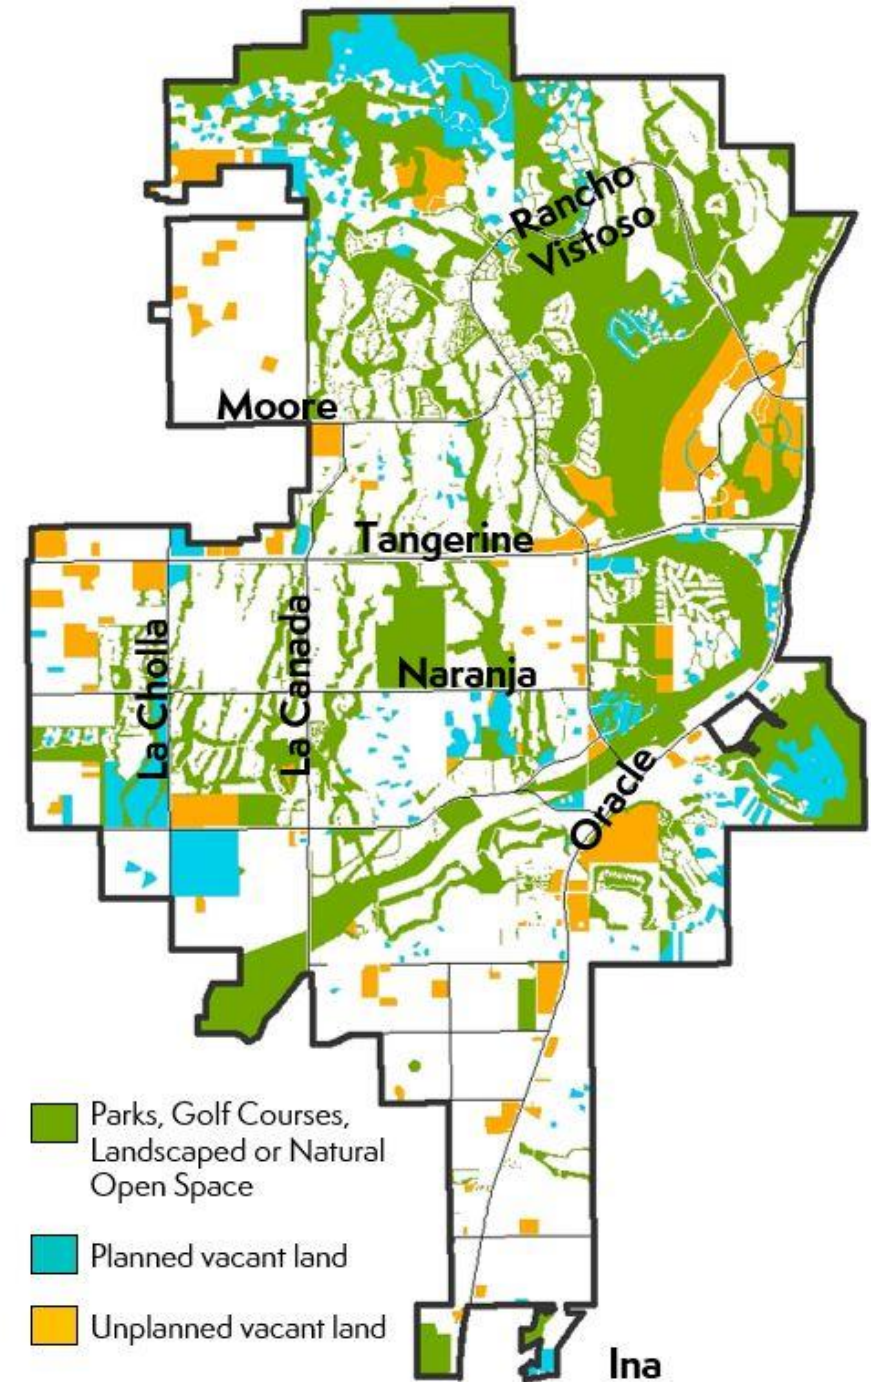 Rancho
Vistoso
Moore
Tangerine
La Cholla
La Canada
Naranja
Oracle
Parks, Golf Courses,
Landscaped or Natural
Open Space
Planned vacant land
Unplanned vacant land
Ina